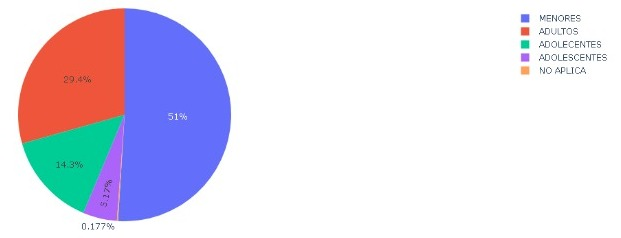 MENORES
ADULTOS
ADOLECENTES
ADOLESCENTES
NO APLICA
29.4%
51%
14.3%
5.17%
0.177%